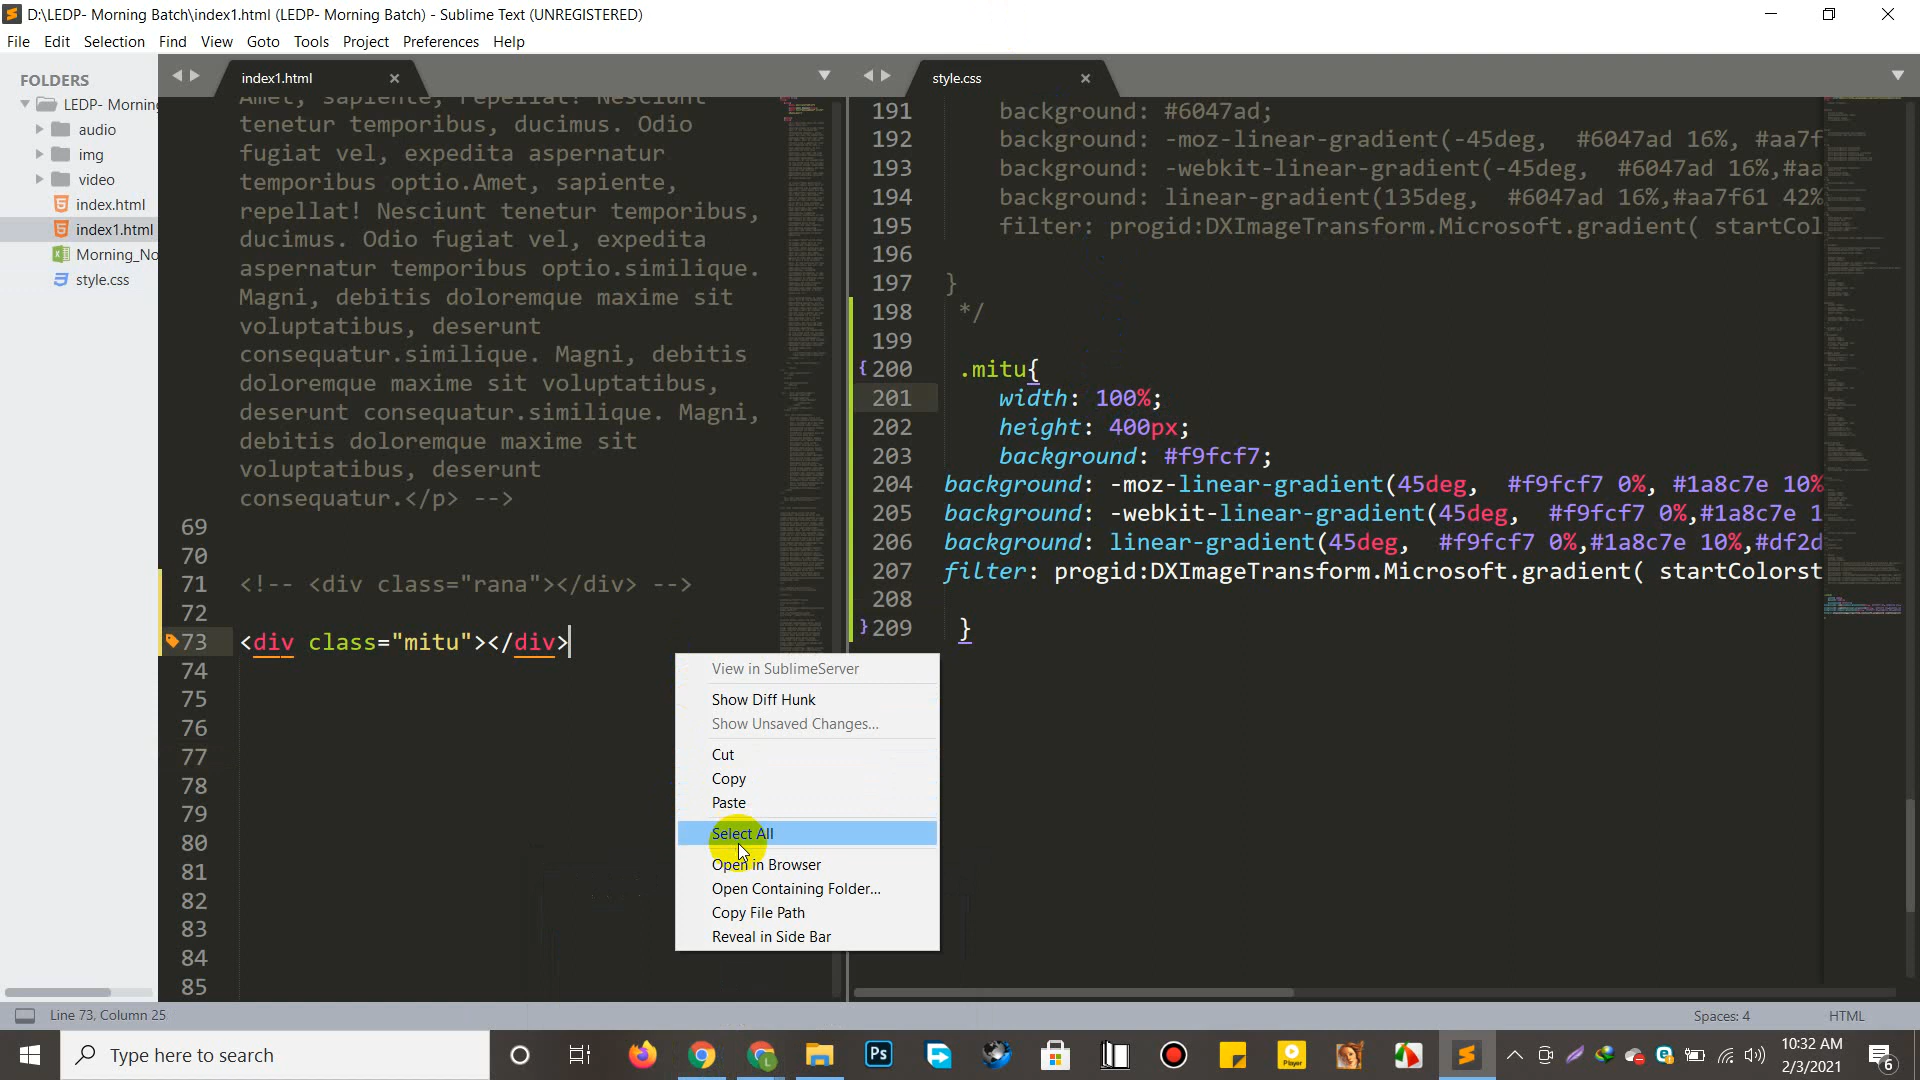 D:\LEDP- Morning Batch\index1.html (LEDP- Morning Batch) - Sublime Text (UNREGISTERED)
File Edit Selection Find View Goto Tools Project Preferences Help
FOLDERS
LEDP- Morning
audio
img
video
index.html
index1.html
Morning_No
style.css
index1.html
Amet, sapiente, repellat! Nesciunt
tenetur temporibus, ducimus. Odio
fugiat vel, expedita aspernatur
temporibus optio.Amet, sapiente,
repellat! Nesciunt tenetur temporibus,
ducimus. Odio fugiat vel, expedita
aspernatur temporibus optio.similique.
Magni, debitis doloremque maxime sit
voluptatibus, deserunt
consequatur.similique. Magni, debitis
doloremque maxime sit voluptatibus,
deserunt consequatur.similique. Magni,
debitis doloremque maxime sit
voluptatibus, deserunt
consequatur.</p> -->
69
70
71 <!-- <div class="rana"></div> -->
72
73 <div class="mitu"></div>
74
75
76
77
78
79
80
81
82
83
84
85
style.css
191 background: #6047ad;
192 background: -moz-linear-gradient(-45deg, #6047ad 16%, #aa7f
193 background: -webkit-linear-gradient(-45deg, #6047ad 16%,#aa
194 background: linear-gradient(135deg, #6047ad 16%,#aa7f61 42%
195 filter: progid:DXImageTransform.Microsoft.gradient( startCol
196
197 }
198 */
199
{ 200 .mitu{
201 width: 100%;
202 height: 400px;
203 background: #f9fcf7;
204 background: -moz-linear-gradient(45deg, #f9fcf7 0%, #1a8c7e 10%
205 background: -webkit-linear-gradient(45deg, #f9fcf7 0%,#1a8c7e 1
206 background: linear-gradient(45deg, #f9fcf7 0%,#1a8c7e 10%,#df2d
207 filter: progid:DXImageTransform.Microsoft.gradient( startColorst
208
} 209 }
View in SublimeServer
Show Diff Hunk
Show Unsaved Changes...
Cut
Copy
Paste
Select All
Open in Browser
Open Containing Folder...
Copy File Path
Reveal in Side Bar
Line 73, Column 25
Spaces: 4
HTML
Type here to search
Ps
Player
10:32 AM
2/3/2021
6